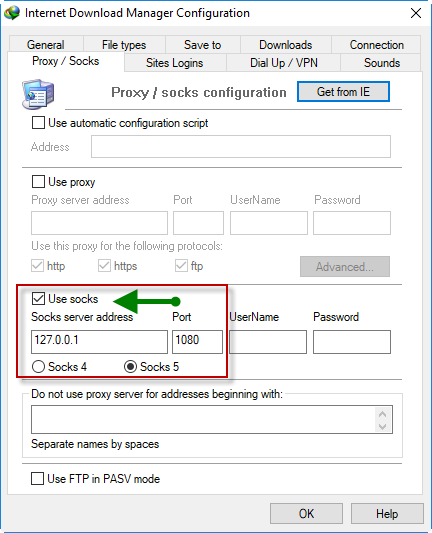 Internet Download Manager Configuration
General File types Save to Downloads Connection
Proxy / Socks Sites Logins Dial Up / VPN Sounds
Proxy / socks configuration Get from IE
Use automatic configuration script
Address
Use proxy
Proxy server address Port UserName Password
Use this proxy for the following protocols:
http https ftp Advanced...
Use socks
Socks server address Port UserName Password
127.0.0.1 1080
Socks 4 Socks 5
Do not use proxy server for addresses beginning with:
Separate names by spaces
Use FTP in PASV mode
OK Help